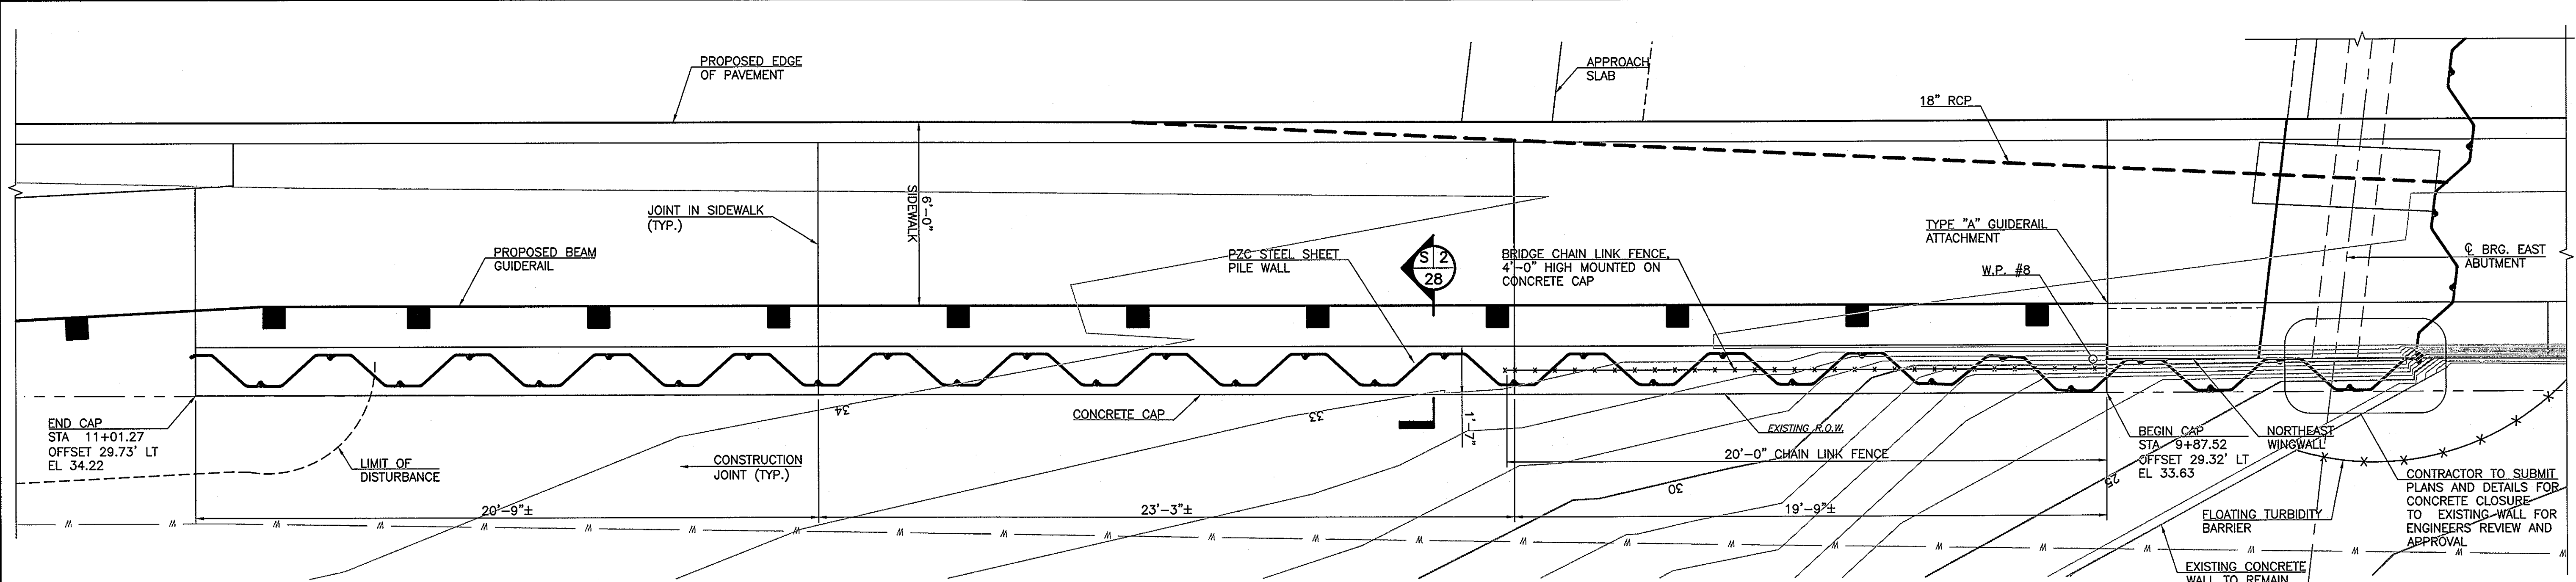 PROPOSED EDGE
OF PAVEMENT
APPROACH
SLAB
18" RCP
6'-0"
SIDEWALK
JOINT IN SIDEWALK
(TYP.)
PROPOSED BEAM
GUIDERAIL
PZC STEEL SHEET
PILE WALL
S 2
28
BRIDGE CHAIN LINK FENCE,
4'-0" HIGH MOUNTED ON
CONCRETE CAP
TYPE "A" GUIDERAIL
ATTACHMENT
W.P. #8
℄ BRG. EAST
ABUTMENT
END CAP
STA 11+01.27
OFFSET 29.73' LT
EL 34.22
LIMIT OF
DISTURBANCE
CONSTRUCTION
JOINT (TYP.)
34
CONCRETE CAP
33
1'-7"
EXISTING R.O.W.
20'-0" CHAIN LINK FENCE
30
BEGIN CAP
STA 9+87.52
OFFSET 29.32' LT
EL 33.63
25
NORTHEAST
WINGWALL
FLOATING TURBIDITY
BARRIER
CONTRACTOR TO SUBMIT
PLANS AND DETAILS FOR
CONCRETE CLOSURE
TO EXISTING WALL FOR
ENGINEERS REVIEW AND
APPROVAL
20'-9"±
23'-3"±
19'-9"±
EXISTING CONCRETE
WALL TO REMAIN